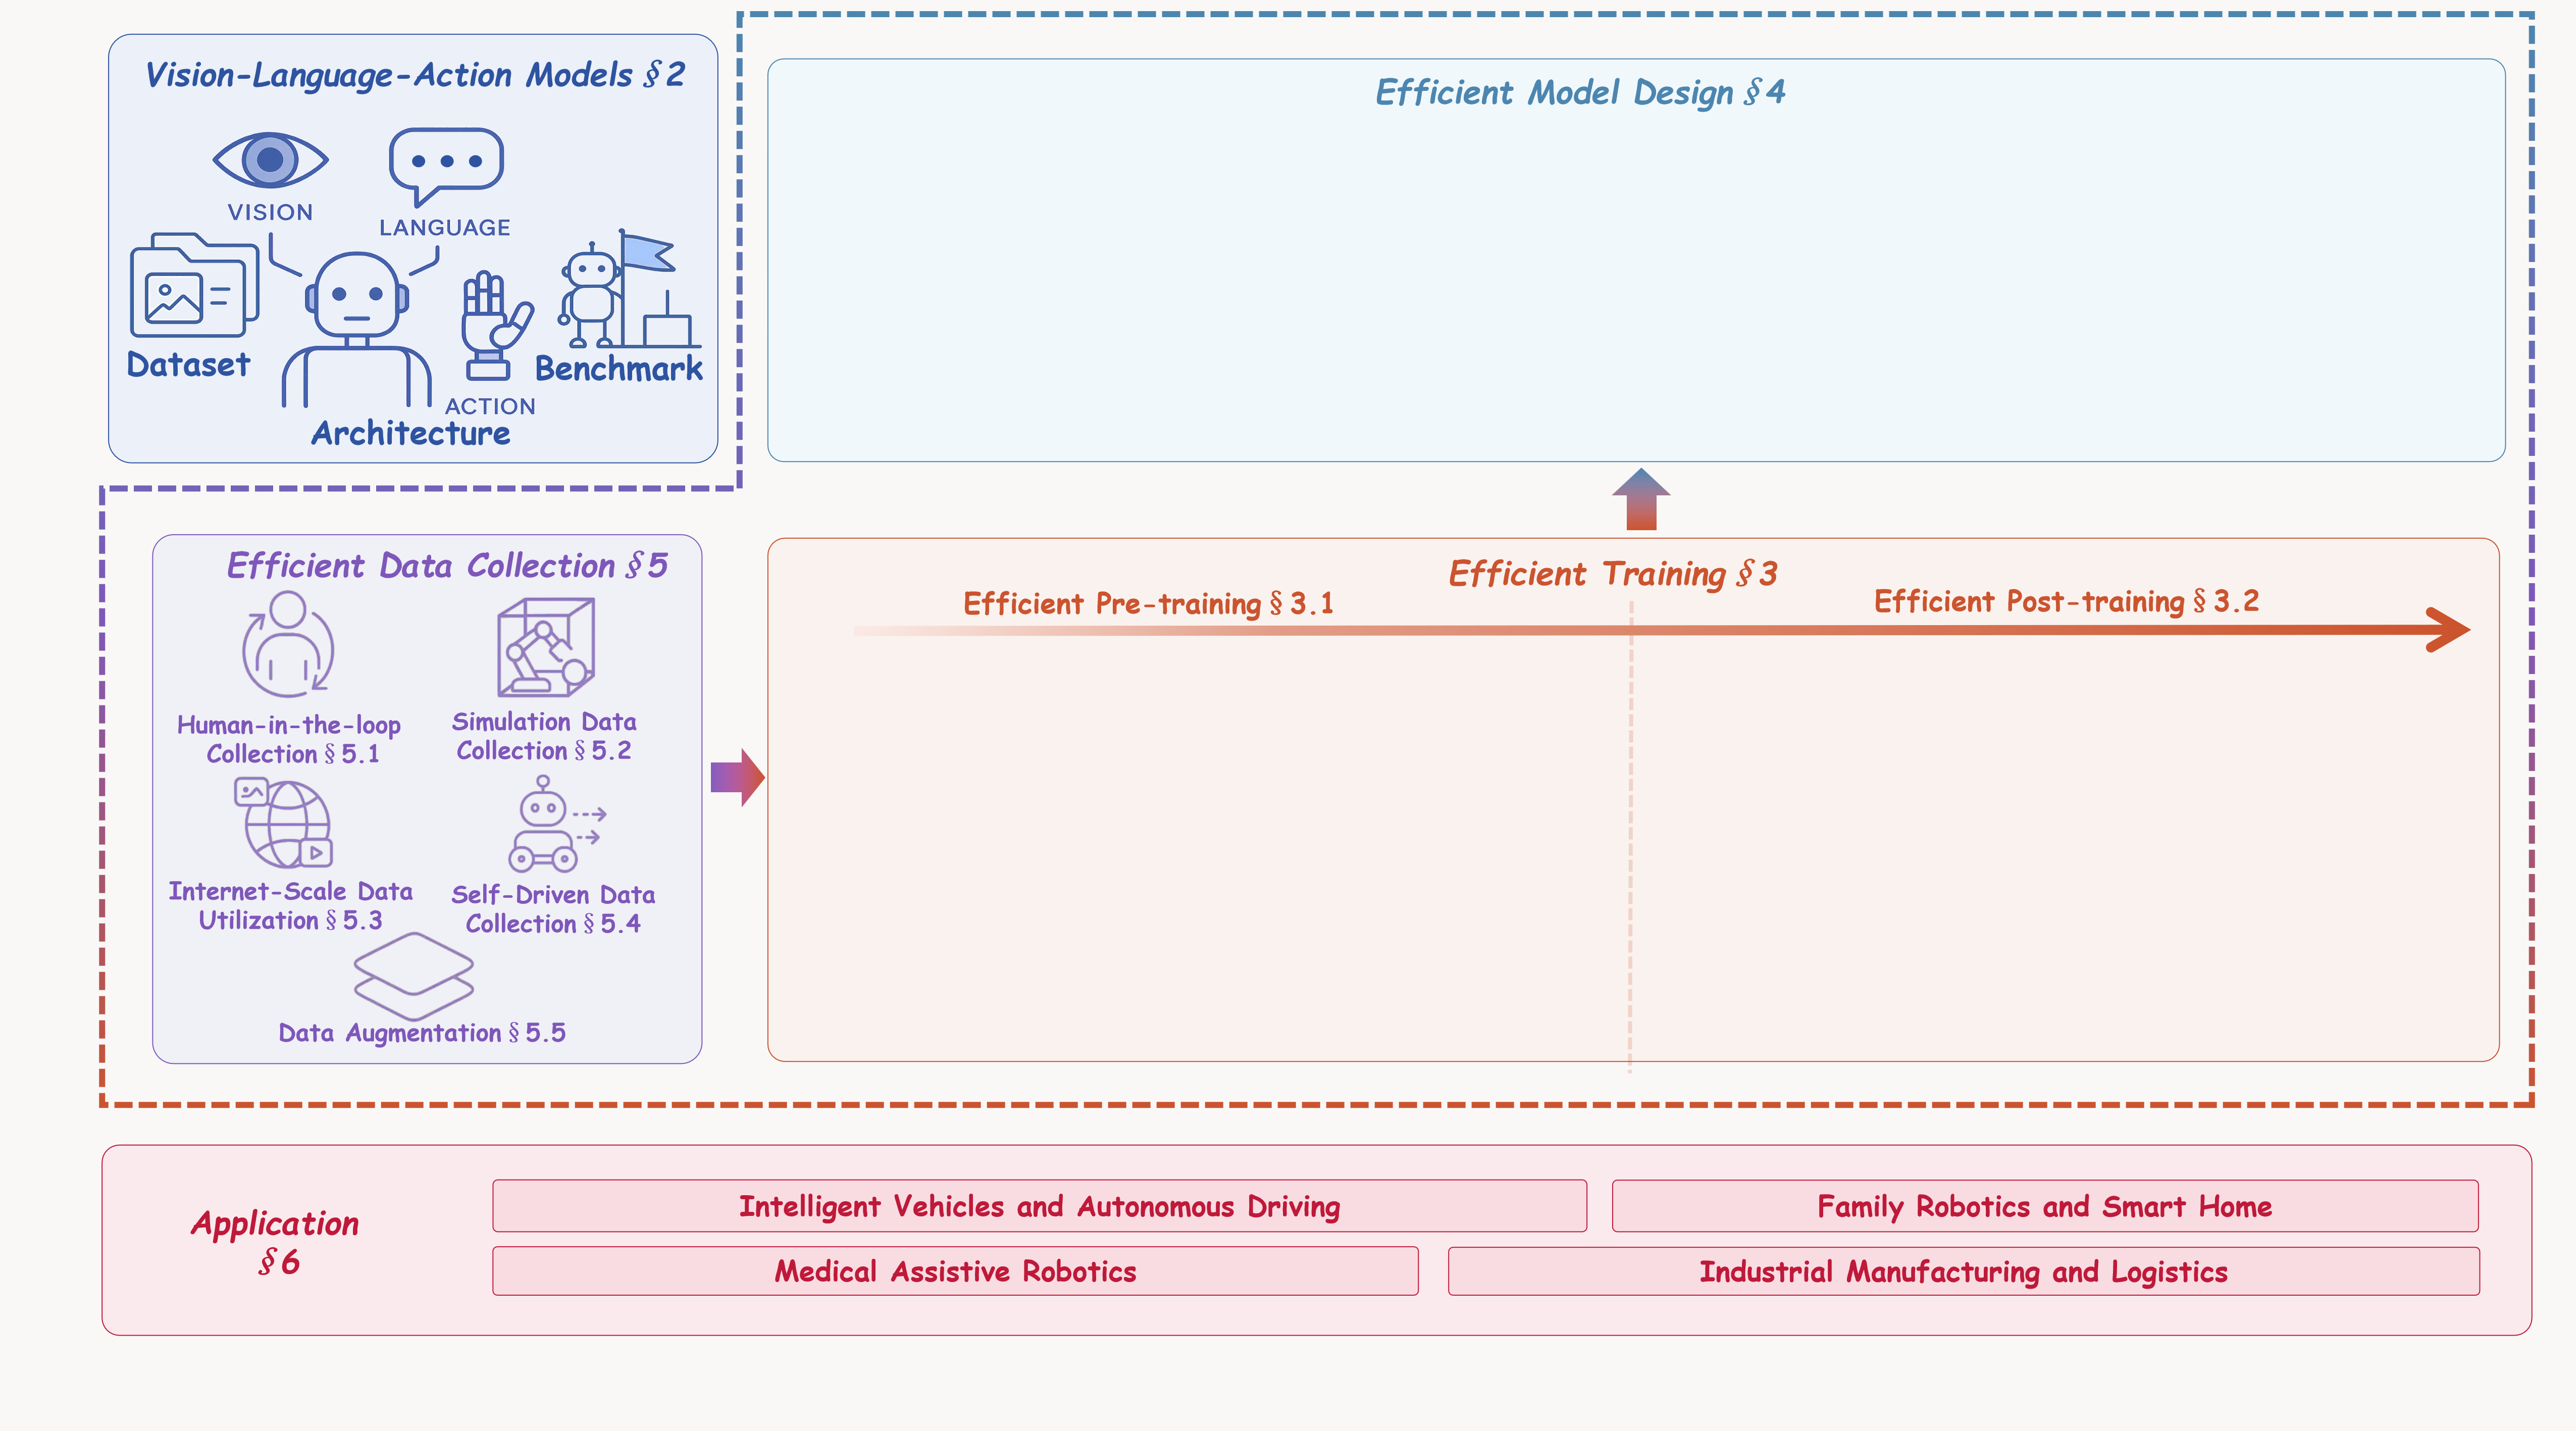 Vision-Language-Action Models §2
VISION
LANGUAGE
Dataset
Benchmark
ACTION
Architecture
Efficient Model Design §4
Efficient Data Collection §5
Human-in-the-loop
Collection §5.1
Simulation Data
Collection §5.2
Internet-Scale Data
Utilization §5.3
Self-Driven Data
Collection §5.4
Data Augmentation §5.5
Efficient Training §3
Efficient Pre-training §3.1
Efficient Post-training §3.2
Application
§6
Intelligent Vehicles and Autonomous Driving
Family Robotics and Smart Home
Medical Assistive Robotics
Industrial Manufacturing and Logistics